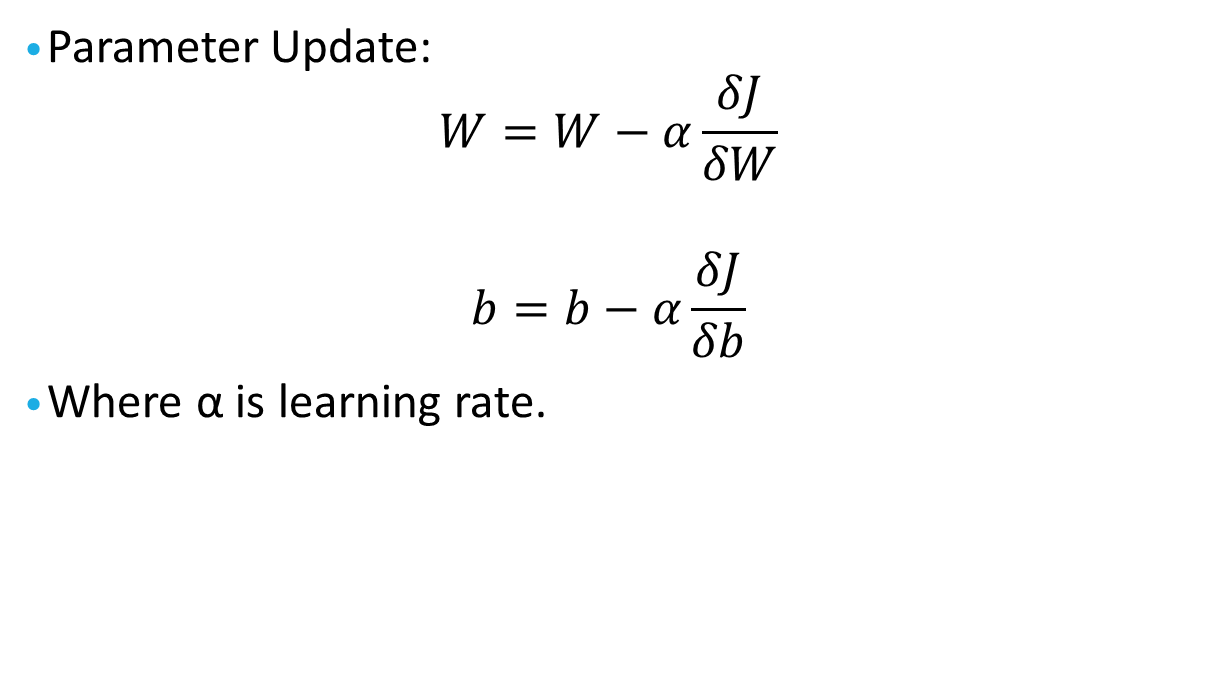 • Parameter Update:
𝑊 = 𝑊 − 𝛼 𝛿𝐽/𝛿𝑊
𝑏 = 𝑏 − 𝛼 𝛿𝐽/𝛿𝑏
• Where α is learning rate.